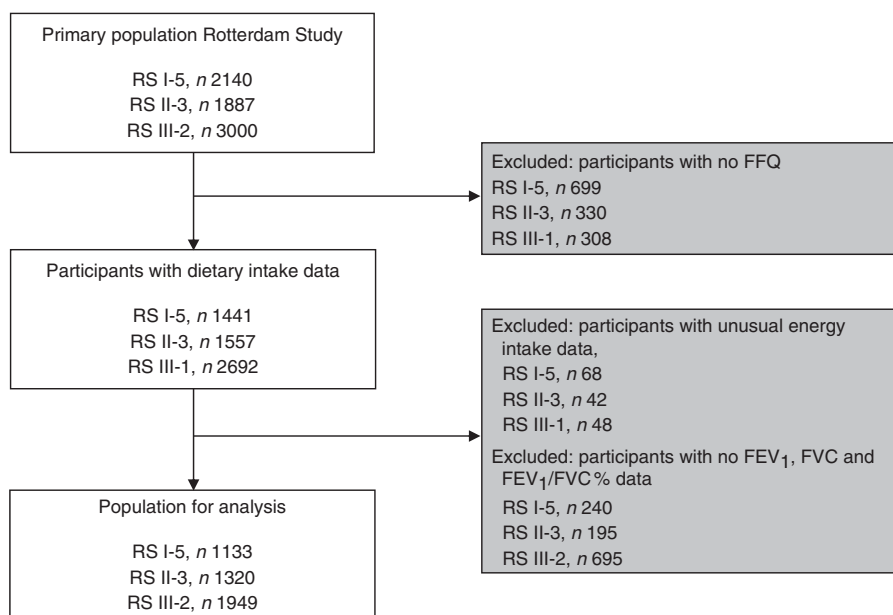 Primary population Rotterdam Study
RS I-5, n 2140
RS II-3, n 1887
RS III-2, n 3000
Excluded: participants with no FFQ
RS I-5, n 699
RS II-3, n 330
RS III-1, n 308
Participants with dietary intake data
RS I-5, n 1441
RS II-3, n 1557
RS III-1, n 2692
Excluded: participants with unusual energy
intake data,
RS I-5, n 68
RS II-3, n 42
RS III-1, n 48
Excluded: participants with no FEV1, FVC and
FEV1/FVC% data
RS I-5, n 240
RS II-3, n 195
RS III-2, n 695
Population for analysis
RS I-5, n 1133
RS II-3, n 1320
RS III-2, n 1949